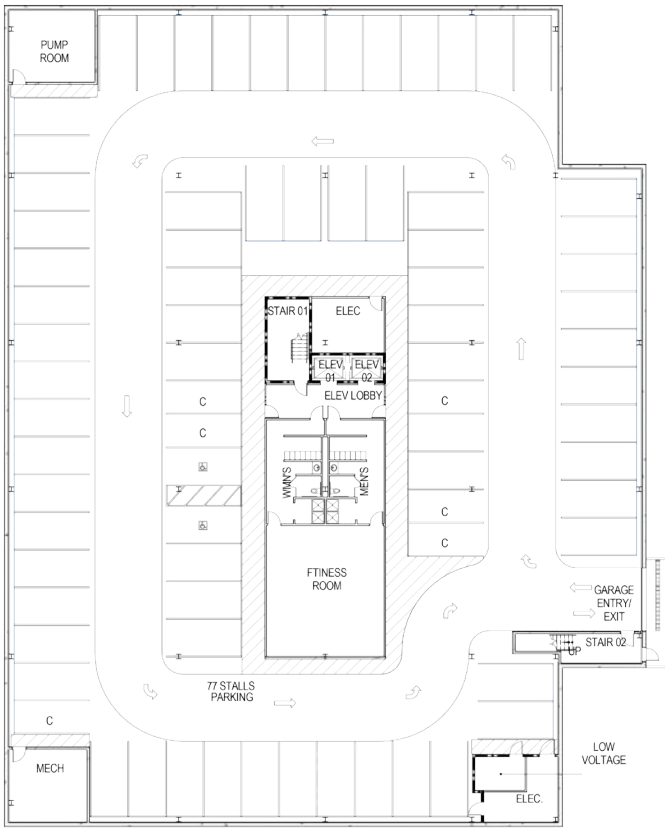 PUMP
ROOM
STAIR 01
ELEC
ELEV
01
ELEV
02
ELEV LOBBY
C
C
C
WMN'S
MEN'S
C
C
FTINESS
ROOM
GARAGE
ENTRY/
EXIT
STAIR 02
UP
77 STALLS
PARKING
C
MECH
LOW
VOLTAGE
ELEC.